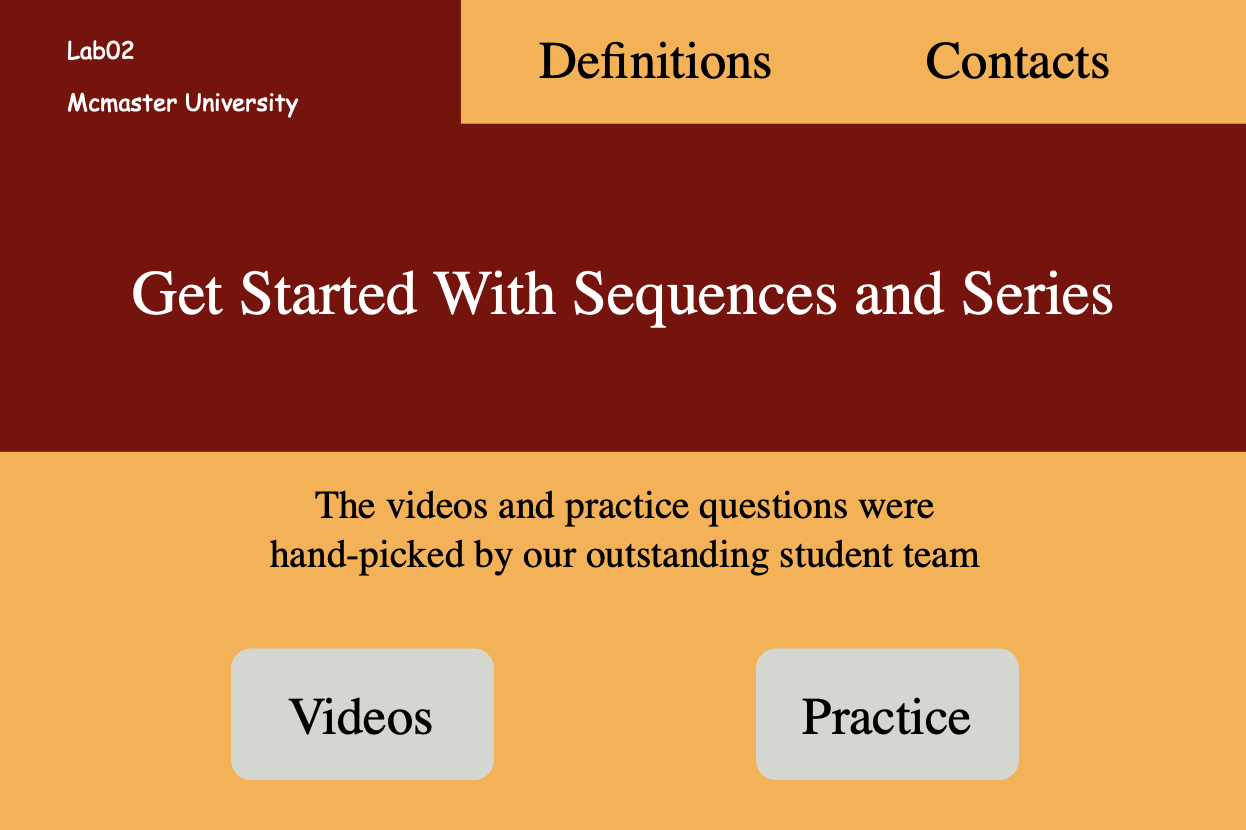 Lab02
Mcmaster University
Definitions
Contacts
Get Started With Sequences and Series
The videos and practice questions were
hand-picked by our outstanding student team
Videos
Practice